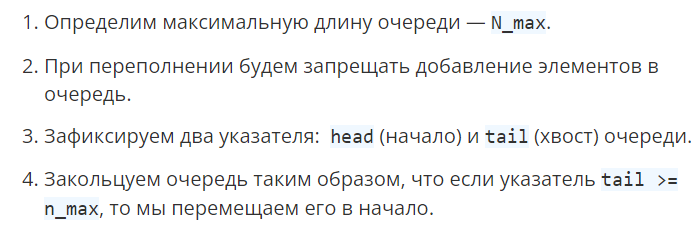 1. Определим максимальную длину очереди — N_max.
2. При переполнении будем запрещать добавление элементов в
очередь.
3. Зафиксируем два указателя: head (начало) и tail (хвост) очереди.
4. Закольцуем очередь таким образом, что если указатель tail >=
n_max, то мы перемещаем его в начало.